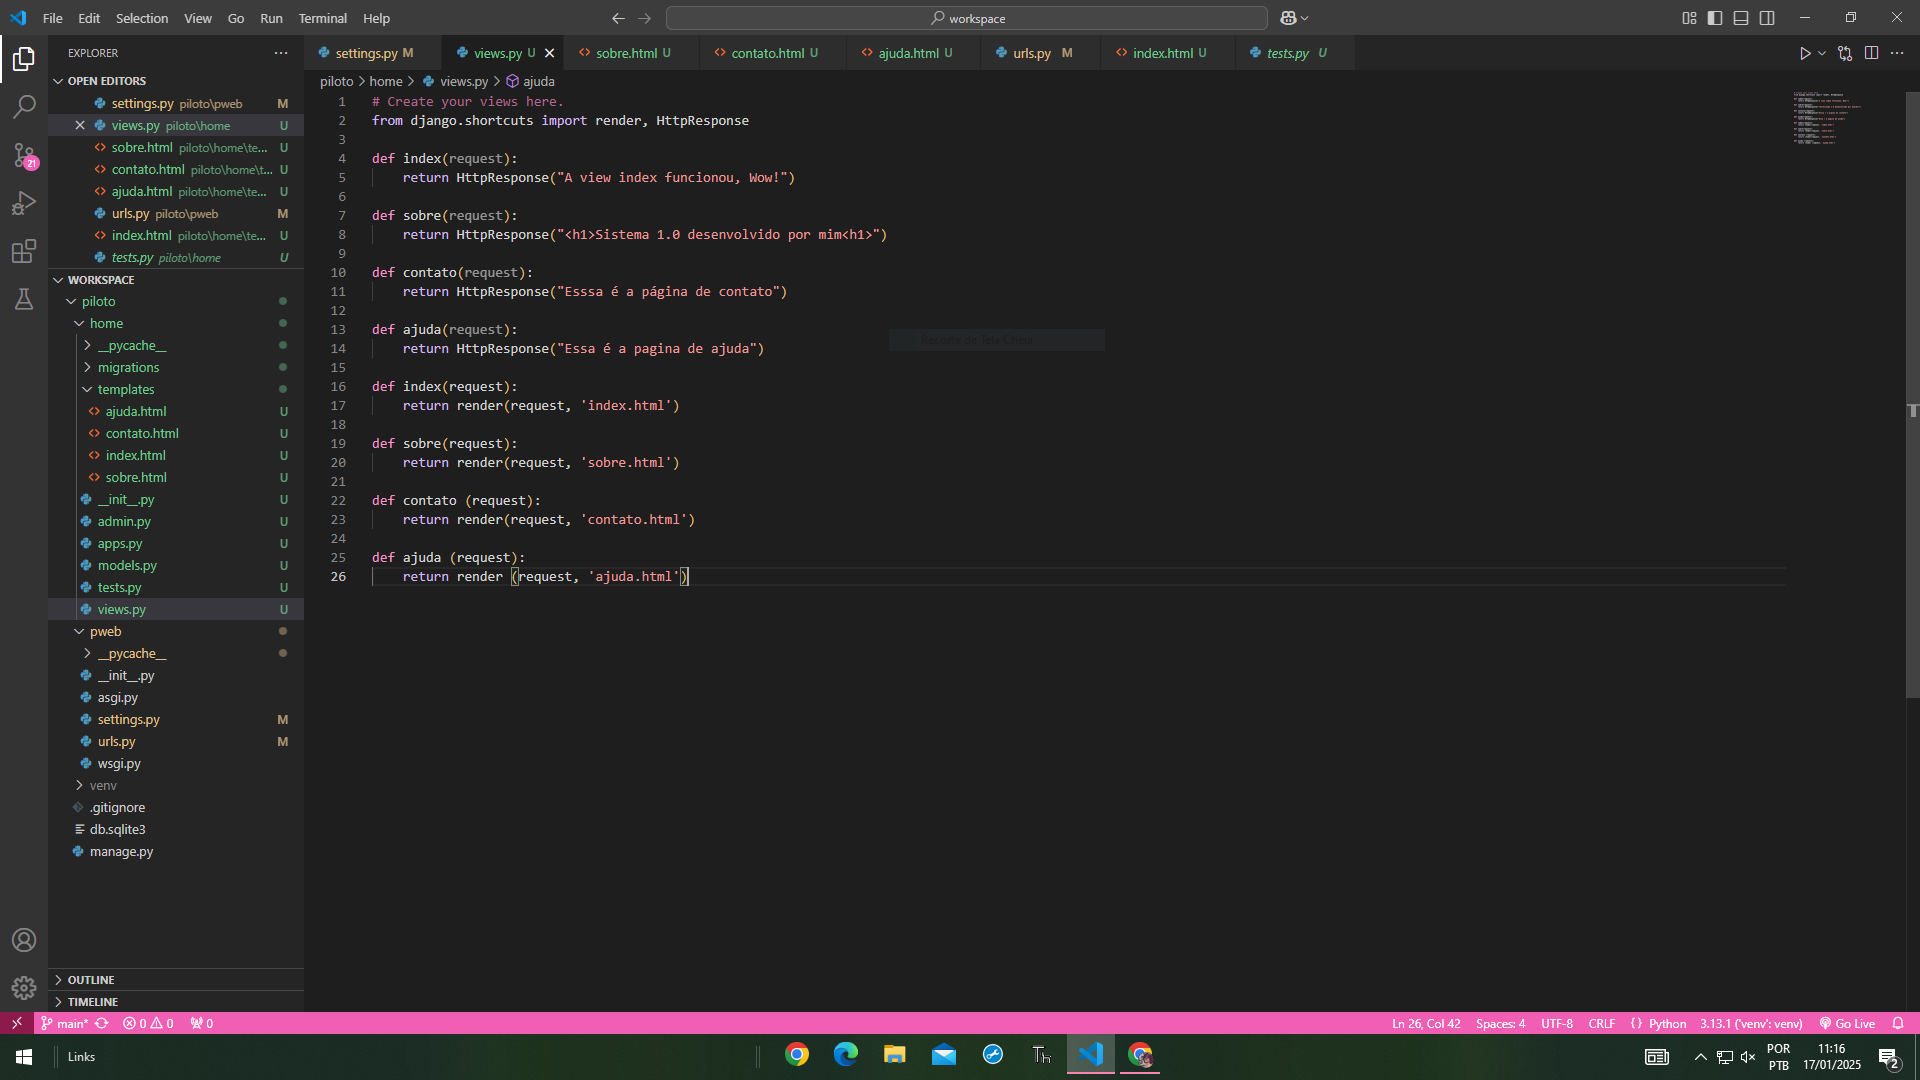 File Edit Selection View Go Run Terminal Help
workspace
EXPLORER
OPEN EDITORS
settings.py piloto\pweb M
views.py piloto\home U
sobre.html piloto\home\te... U
contato.html piloto\home\t... U
ajuda.html piloto\home\te... U
urls.py piloto\pweb M
index.html piloto\home\te... U
tests.py piloto\home U
WORKSPACE
piloto
home
__pycache__
migrations
templates
ajuda.html U
contato.html U
index.html U
sobre.html U
__init__.py U
admin.py U
apps.py U
models.py U
tests.py U
views.py U
pweb
__pycache__
__init__.py
asgi.py
settings.py M
urls.py M
wsgi.py
venv
.gitignore
db.sqlite3
manage.py
OUTLINE
TIMELINE
21
settings.py M views.py U sobre.html U contato.html U ajuda.html U urls.py M index.html U tests.py U
piloto > home > views.py > ajuda
1 # Create your views here.
2 from django.shortcuts import render, HttpResponse
3
4 def index(request):
5 return HttpResponse("A view index funcionou, Wow!")
6
7 def sobre(request):
8 return HttpResponse("<h1>Sistema 1.0 desenvolvido por mim<h1>")
9
10 def contato(request):
11 return HttpResponse("Esssa é a página de contato")
12
13 def ajuda(request):
14 return HttpResponse("Essa é a pagina de ajuda")
15
16 def index(request):
17 return render(request, 'index.html')
18
19 def sobre(request):
20 return render(request, 'sobre.html')
21
22 def contato (request):
23 return render(request, 'contato.html')
24
25 def ajuda (request):
26 return render (request, 'ajuda.html')
Recorte de Tela Cheia
main* 0 0 0
Ln 26, Col 42 Spaces: 4 UTF-8 CRLF { } Python 3.13.1 ('venv': venv) Go Live
Links
POR
PTB
11:16
17/01/2025
2